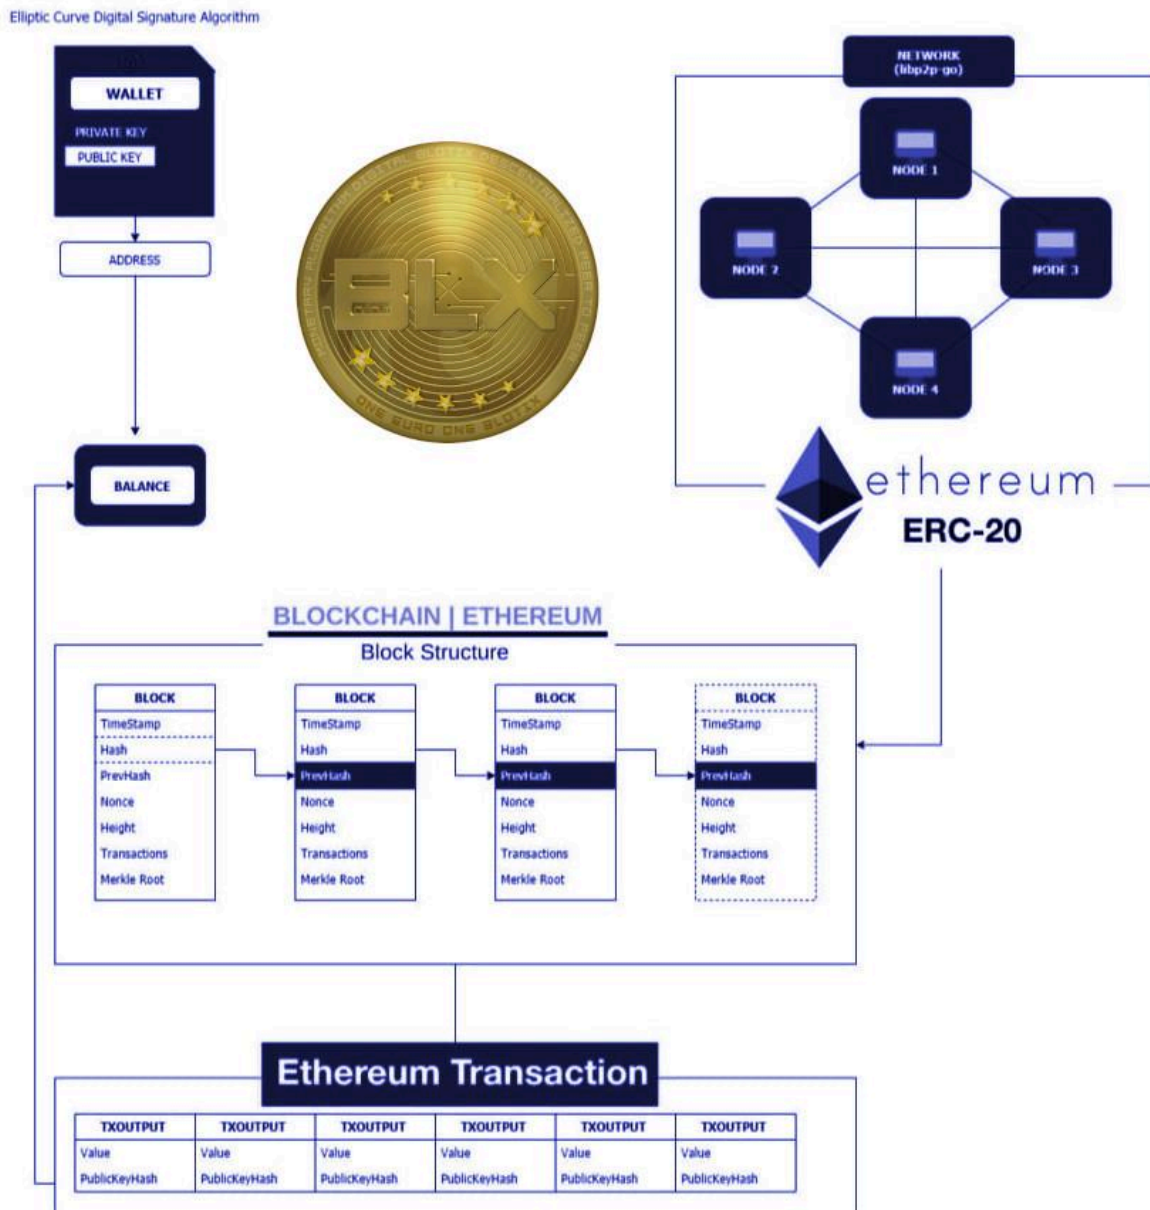 Elliptic Curve Digital Signature Algorithm
WALLET
PRIVATE KEY
PUBLIC KEY
ADDRESS
BALANCE
BLX
ONE EURO ONE BLOTIX
NETWORK
(libp2p-go)
NODE 1
NODE 2
NODE 3
NODE 4
ethereum
ERC-20
BLOCKCHAIN | ETHEREUM
Block Structure
BLOCK
TimeStamp
Hash
PrevHash
Nonce
Height
Transactions
Merkle Root
BLOCK
TimeStamp
Hash
PrevHash
Nonce
Height
Transactions
Merkle Root
BLOCK
TimeStamp
Hash
PrevHash
Nonce
Height
Transactions
Merkle Root
BLOCK
TimeStamp
Hash
PrevHash
Nonce
Height
Transactions
Merkle Root
Ethereum Transaction
TXOUTPUT TXOUTPUT TXOUTPUT TXOUTPUT TXOUTPUT TXOUTPUT
Value Value Value Value Value Value
PublicKeyHash PublicKeyHash PublicKeyHash PublicKeyHash PublicKeyHash PublicKeyHash